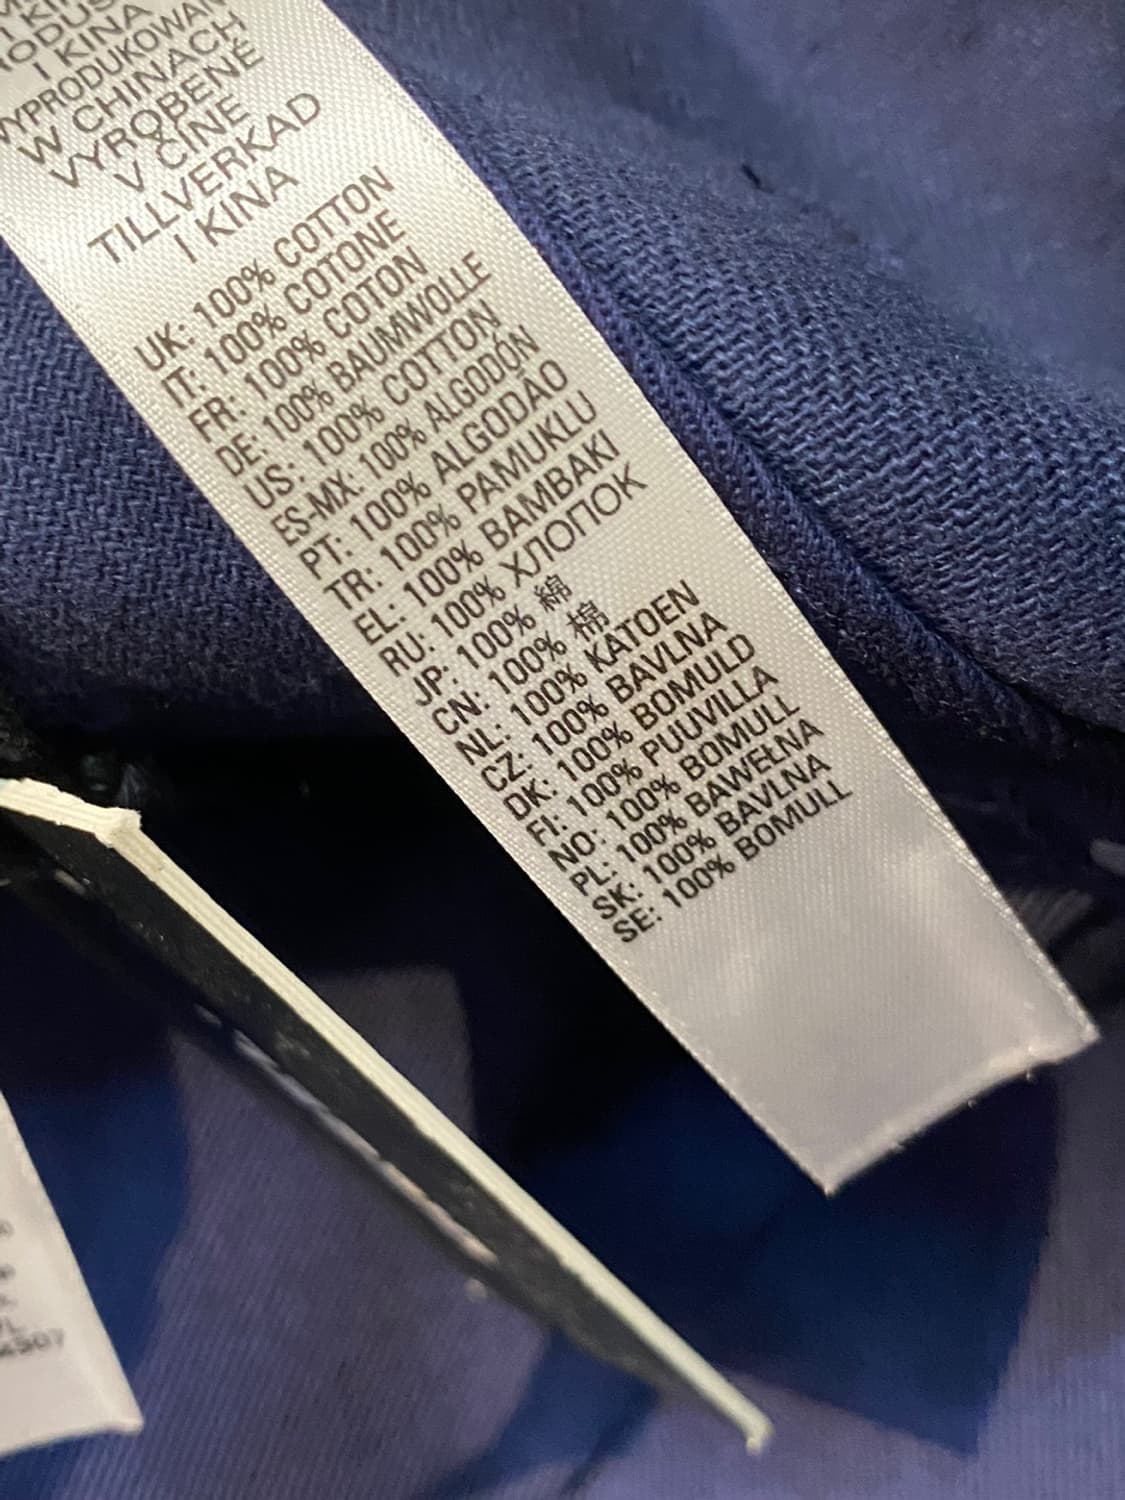 I KINA
WYPRODUKOWANO
W CHINACH
VYROBENÉ
V ČÍNE
TILLVERKAD
I KINA
UK: 100% COTTON
IT: 100% COTONE
FR: 100% COTON
DE: 100% BAUMWOLLE
US: 100% COTTON
ES-MX: 100% ALGODÓN
PT: 100% ALGODÃO
TR: 100% PAMUKLU
EL: 100% ΒΑΜΒΑΚΙ
RU: 100% ХЛОПОК
JP: 100% 綿
CN: 100% 棉
NL: 100% KATOEN
CZ: 100% BAVLNA
DK: 100% BOMULD
FI: 100% PUUVILLA
NO: 100% BOMULL
PL: 100% BAWEŁNA
SK: 100% BAVLNA
SE: 100% BOMULL